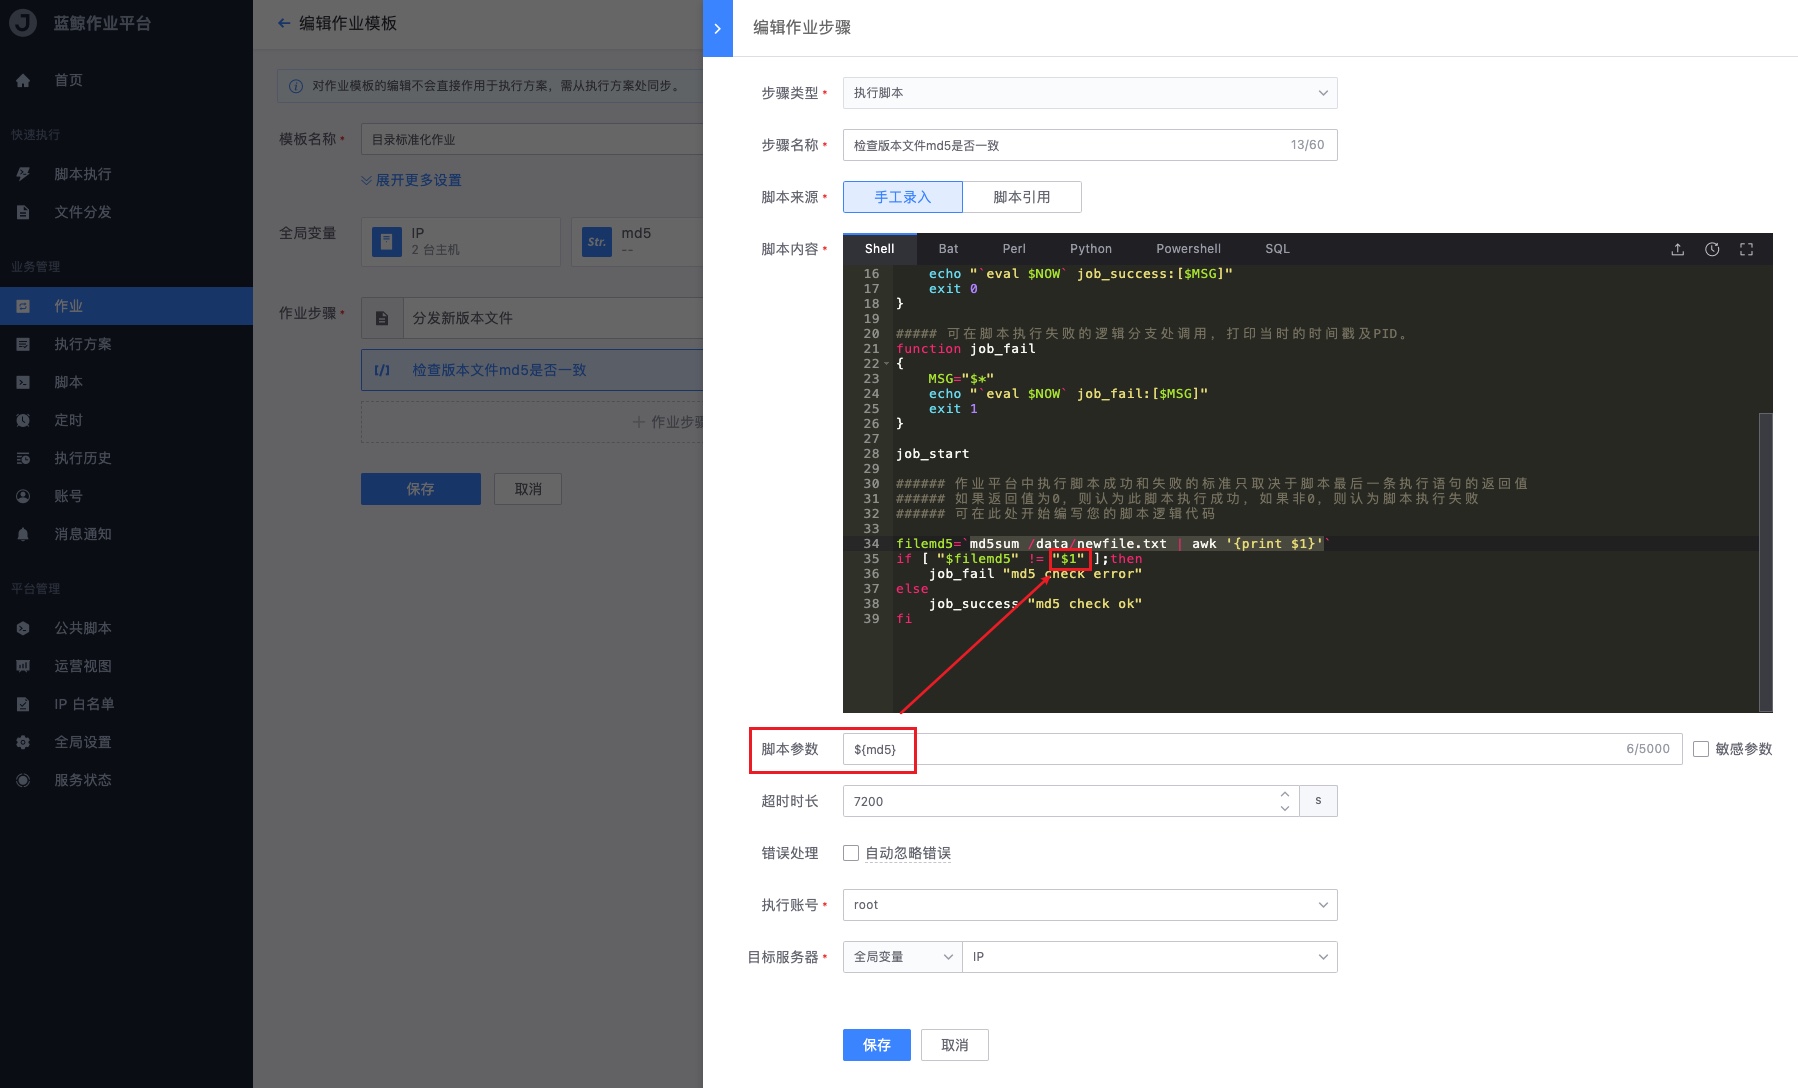 蓝鲸作业平台
首页
快速执行
脚本执行
文件分发
业务管理
作业
执行方案
脚本
定时
执行历史
账号
消息通知
平台管理
公共脚本
运营视图
IP 白名单
全局设置
服务状态
编辑作业模板
对作业模板的编辑不会直接作用于执行方案，需从执行方案处同步。
模板名称*
目录标准化作业
展开更多设置
全局变量
IP
2 台主机
Str.
md5
--
作业步骤*
分发新版本文件
[/] 检查版本文件md5是否一致
作业步骤
保存
取消
编辑作业步骤
步骤类型*
执行脚本
步骤名称*
检查版本文件md5是否一致
13/60
脚本来源*
手工录入
脚本引用
脚本内容*
Shell Bat Perl Python Powershell SQL
16     echo "`eval $NOW` job_success:[$MSG]"
17     exit 0
18 }
19
20 ##### 可在脚本执行失败的逻辑分支处调用，打印当时的时间戳及PID。
21 function job_fail
22 {
23     MSG="$*"
24     echo "`eval $NOW` job_fail:[$MSG]"
25     exit 1
26 }
27
28 job_start
29
30 ###### 作业平台中执行脚本成功和失败的标准只取决于脚本最后一条执行语句的返回值
31 ###### 如果返回值为0，则认为此脚本执行成功，如果非0，则认为脚本执行失败
32 ###### 可在此处开始编写您的脚本逻辑代码
33
34 filemd5=`md5sum /data/newfile.txt | awk '{print $1}'`
35 if [ "$filemd5" != "$1" ];then
36     job_fail "md5 check error"
37 else
38     job_success "md5 check ok"
39 fi
脚本参数
${md5}
6/5000
敏感参数
超时时长
7200
s
错误处理
自动忽略错误
执行账号*
root
目标服务器*
全局变量
IP
保存
取消